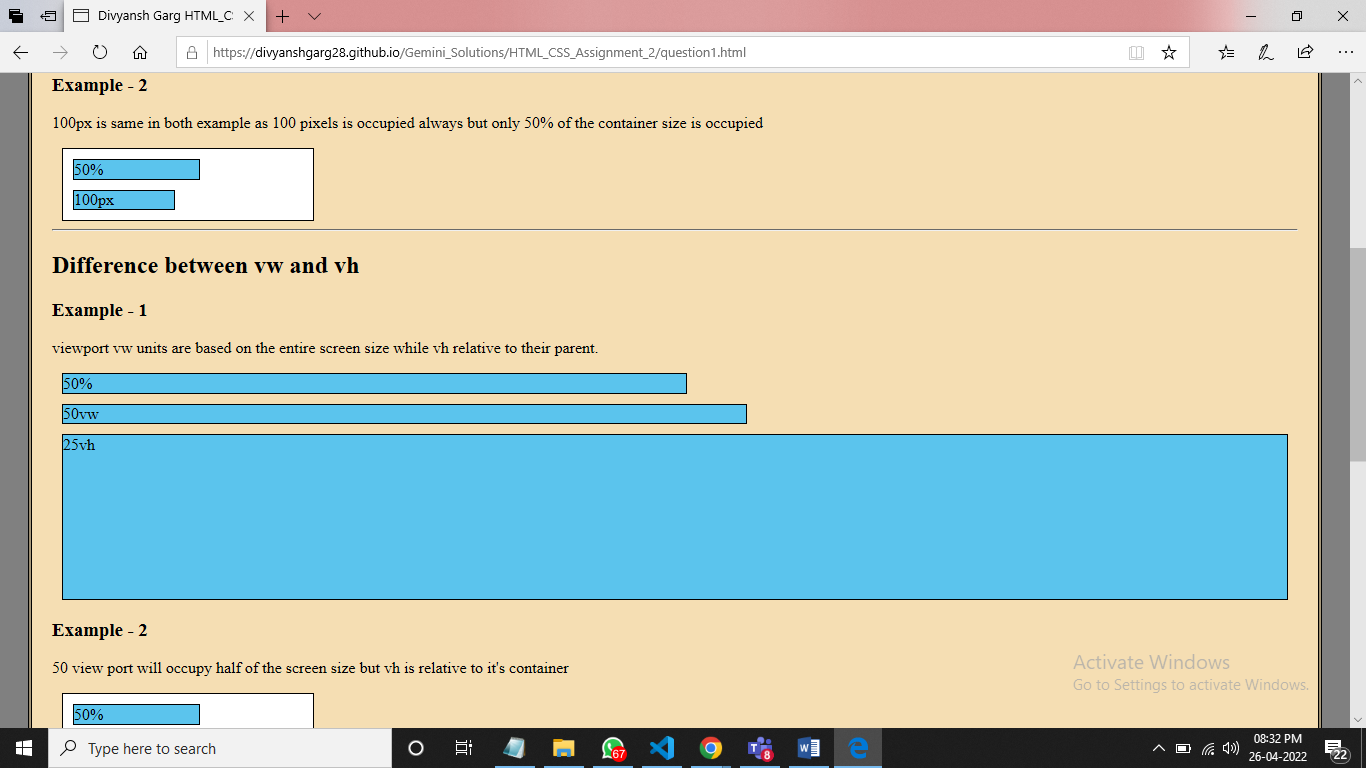 Divyansh Garg HTML_CS
https://divyanshgarg28.github.io/Gemini_Solutions/HTML_CSS_Assignment_2/question1.html
Example - 2
100px is same in both example as 100 pixels is occupied always but only 50% of the container size is occupied
50%
100px
Difference between vw and vh
Example - 1
viewport vw units are based on the entire screen size while vh relative to their parent.
50%
50vw
25vh
Example - 2
50 view port will occupy half of the screen size but vh is relative to it's container
50%
Activate Windows
Go to Settings to activate Windows.
Type here to search
67
8
08:32 PM
26-04-2022
22